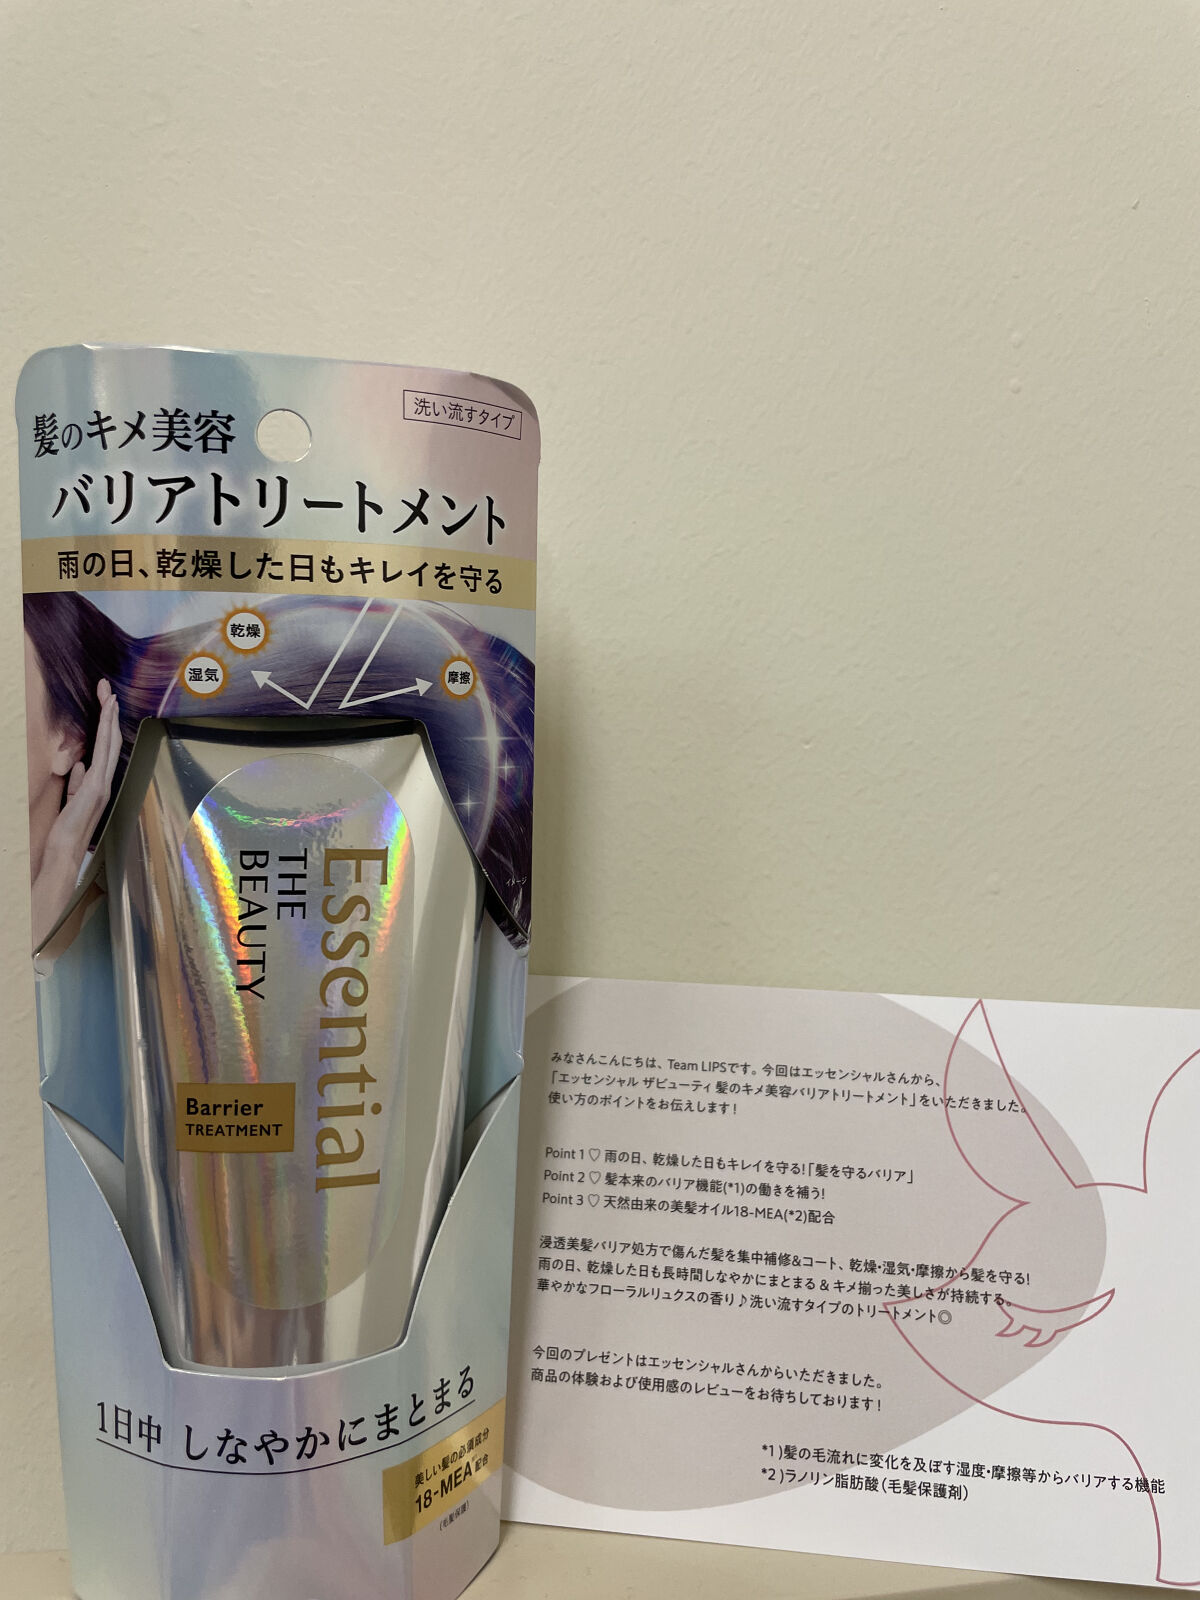 洗い流すタイプ
髪のキメ美容
バリアトリートメント
雨の日、乾燥した日もキレイを守る
乾燥
湿気
摩擦
イメージ
Essential
THE
BEAUTY
Barrier
TREATMENT
1日中 しなやかにまとまる
美しい髪の必須成分
18-MEA配合
(毛髪保護)
みなさんこんにちは、Team LIPSです。今回はエッセンシャルさんから、
「エッセンシャル ザビューティ 髪のキメ美容バリアトリートメント」をいただきました。
使い方のポイントをお伝えします!
Point 1♡ 雨の日、乾燥した日もキレイを守る!「髪を守るバリア」
Point 2♡ 髪本来のバリア機能(*1)の働きを補う!
Point 3♡ 天然由来の美髪オイル18-MEA(*2)配合
浸透美髪バリア処方で傷んだ髪を集中補修&コート、乾燥・湿気・摩擦から髪を守る!
雨の日、乾燥した日も長時間しなやかにまとまる & キメ揃った美しさが持続する。
華やかなフローラルリュクスの香り♪洗い流すタイプのトリートメント◎
今回のプレゼントはエッセンシャルさんからいただきました。
商品の体験および使用感のレビューをお待ちしております!
*1)髪の毛流れに変化を及ぼす湿度・摩擦等からバリアする機能
*2)ラノリン脂肪酸(毛髪保護剤)